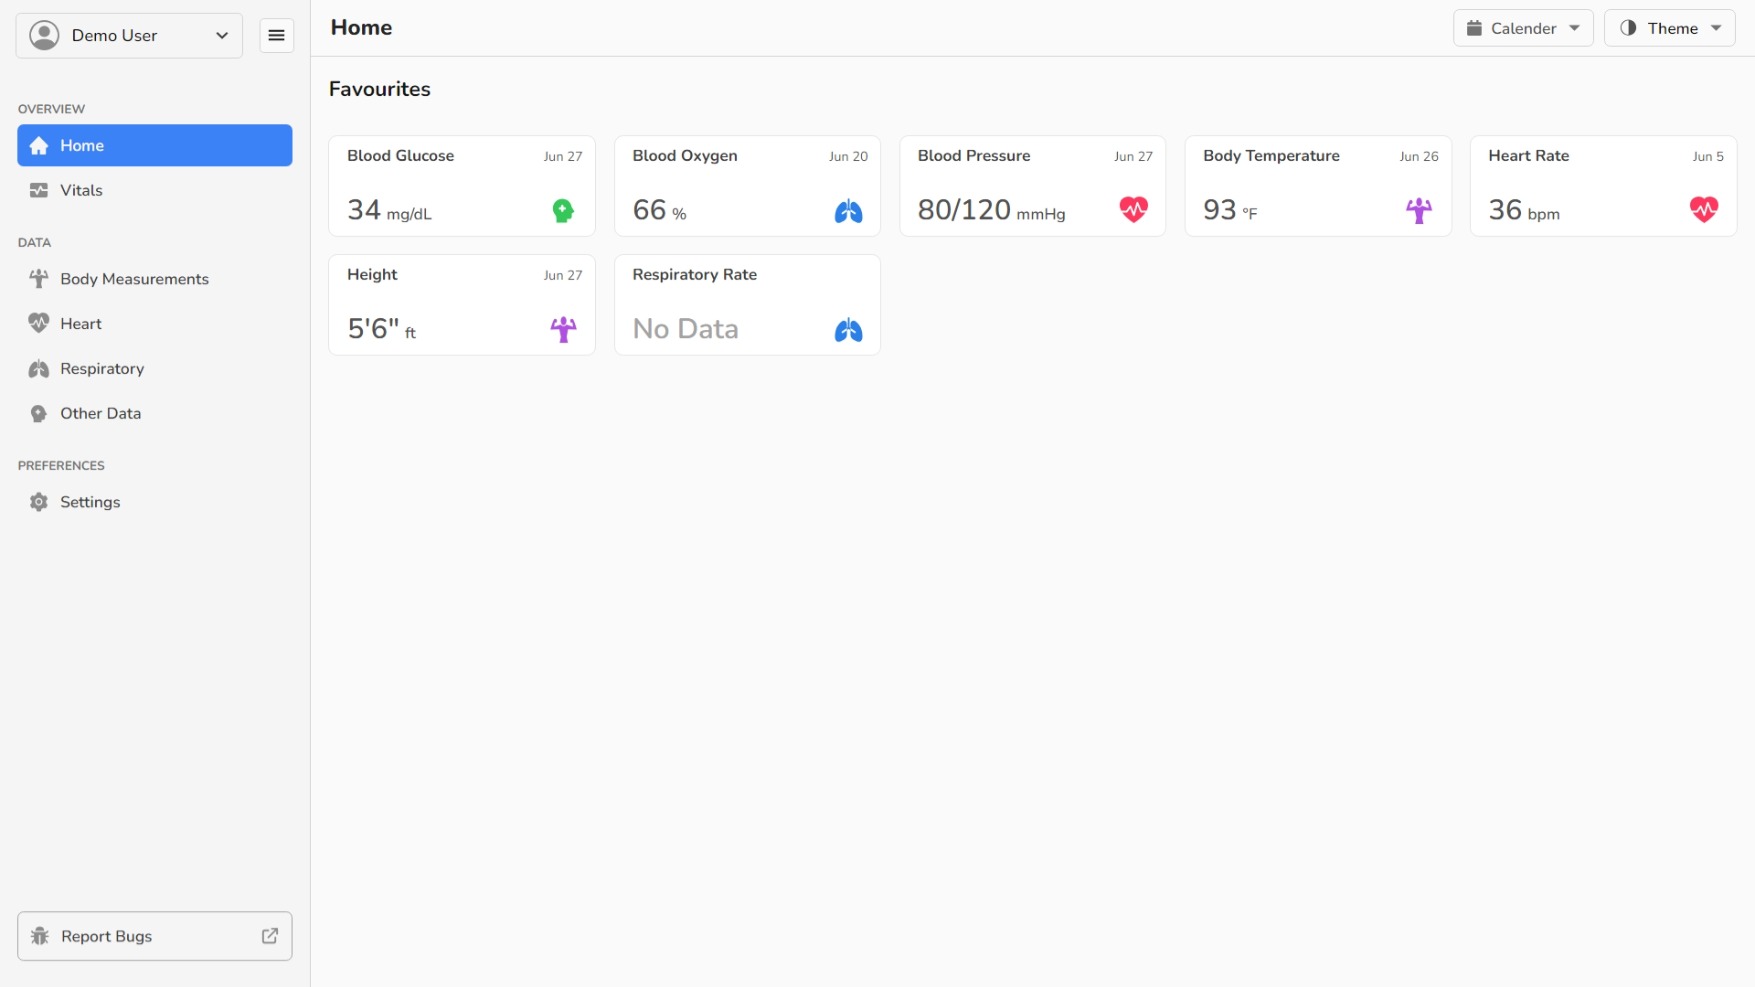 Demo User
Home
Calender
Theme
OVERVIEW
Home
Vitals
DATA
Body Measurements
Heart
Respiratory
Other Data
PREFERENCES
Settings
Report Bugs
Favourites
Blood Glucose Jun 27
34 mg/dL
Blood Oxygen Jun 20
66 %
Blood Pressure Jun 27
80/120 mmHg
Body Temperature Jun 26
93 °F
Heart Rate Jun 5
36 bpm
Height Jun 27
5'6" ft
Respiratory Rate
No Data